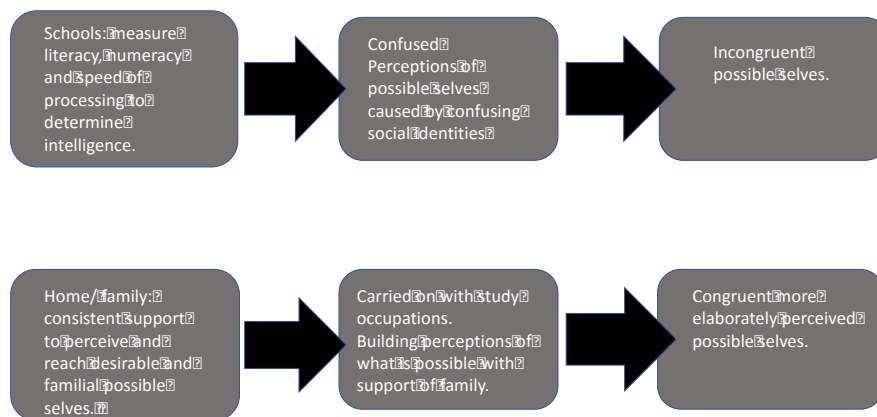 Schools: measure
literacy, numeracy
and speed of
processing to
determine
intelligence.
Confused
Perceptions of
possible selves
caused by confusing
social identities
Incongruent
possible selves.
Home/ family:
consistent support
to perceive and
reach desirable and
familial possible
selves.
Carried on with study
occupations.
Building perceptions of
what is possible with
support of family.
Congruent more
elaborately perceived
possible selves.